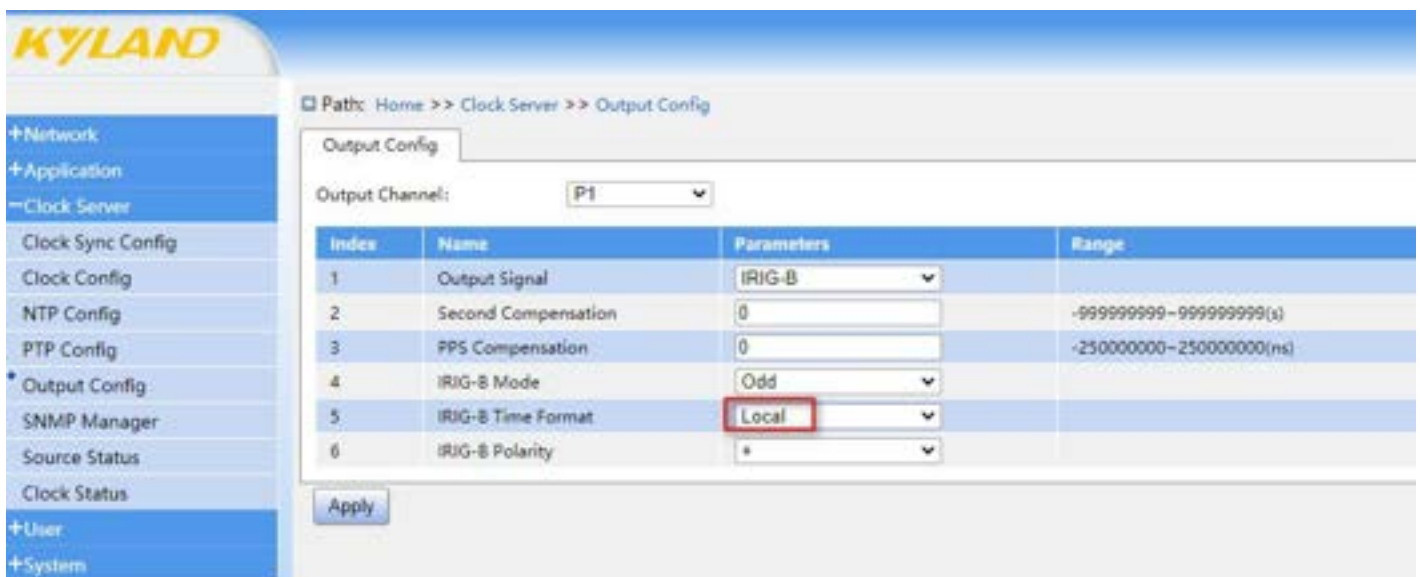 KYLAND
Path: Home >> Clock Server >> Output Config
+Network
+Application
−Clock Server
Clock Sync Config
Clock Config
NTP Config
PTP Config
Output Config
SNMP Manager
Source Status
Clock Status
+User
+System
Output Config
Output Channel: P1
Index Name Parameters Range
1 Output Signal IRIG-B
2 Second Compensation 0 -999999999~999999999(s)
3 PPS Compensation 0 -250000000~250000000(ns)
4 IRIG-B Mode Odd
5 IRIG-B Time Format Local
6 IRIG-B Polarity
Apply